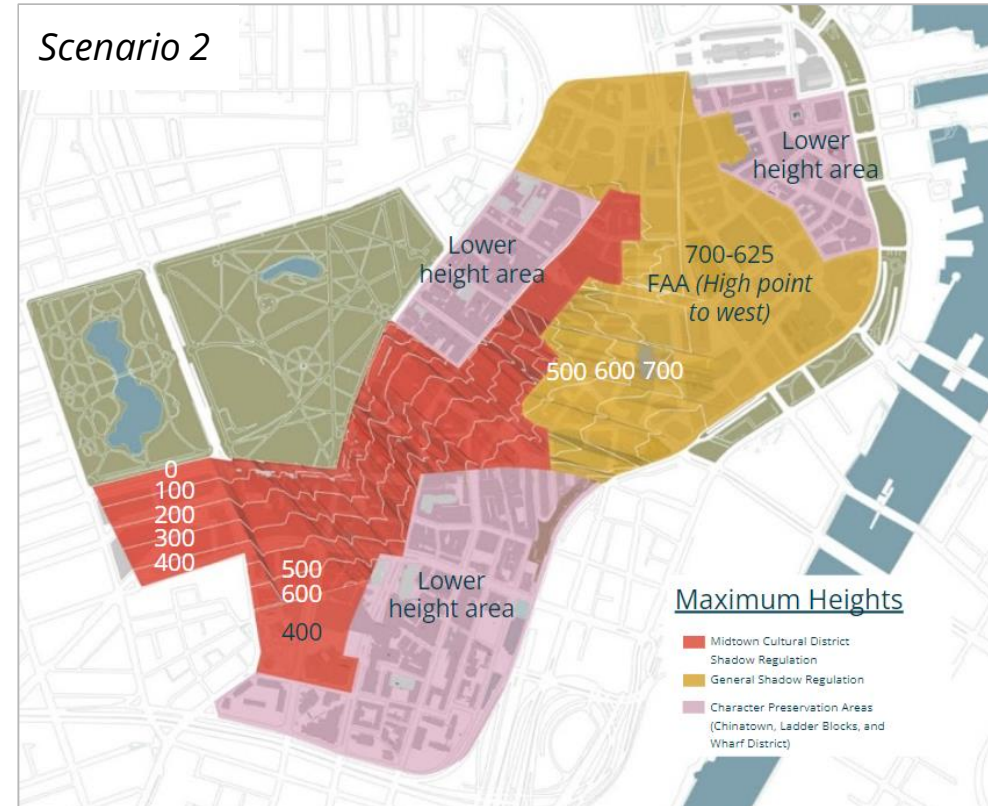 Scenario 2
Lower
height area
Lower
height area
700-625
FAA (High point
to west)
500 600 700
0
100
200
300
400
500
600
400
Lower
height area
Maximum Heights
Midtown Cultural District
Shadow Regulation
General Shadow Regulation
Character Preservation Areas
(Chinatown, Ladder Blocks, and
Wharf District)